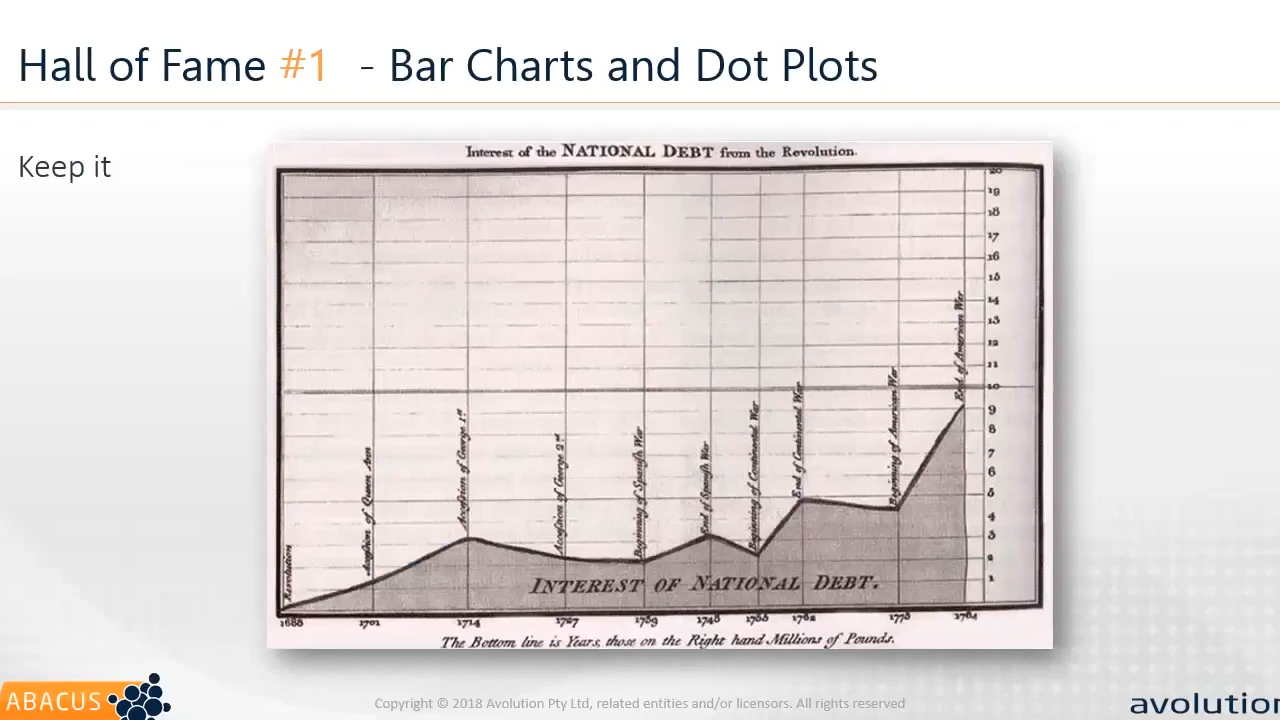 Hall of Fame #1 - Bar Charts and Dot Plots
Keep it
Interest of the NATIONAL DEBT from the Revolution.
20
19
18
17
16
15
14
13
12
11
10
9
8
7
6
5
4
3
2
1
Revolution
Accession of Queen Ann
Accession of George 1st
Accession of George 2nd
Beginning of Spanish War
End of Spanish War
Beginning of Continental War
End of Continental War
Beginning of American War
End of American War
INTEREST OF NATIONAL DEBT.
1688 1701 1714 1727 1739 1748 1755 1762 1775 1784
The Bottom line is Years, those on the Right hand Millions of Pounds.
ABACUS
Copyright © 2018 Avolution Pty Ltd, related entities and/or licensors. All rights reserved
avolution